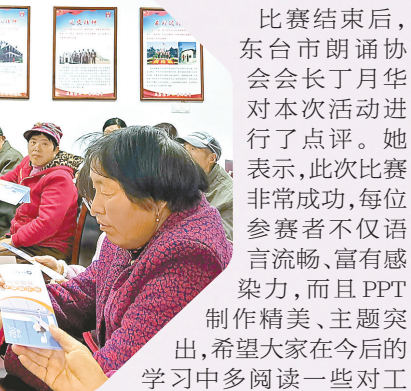 比赛结束后，
东台市朗诵协
会会长丁月华
对本次活动进
行了点评。她
表示，此次比赛
非常成功，每位
参赛者不仅语
言流畅、富有感
染力，而且PPT
制作精美、主题突
出，希望大家在今后的
学习中多阅读一些对工